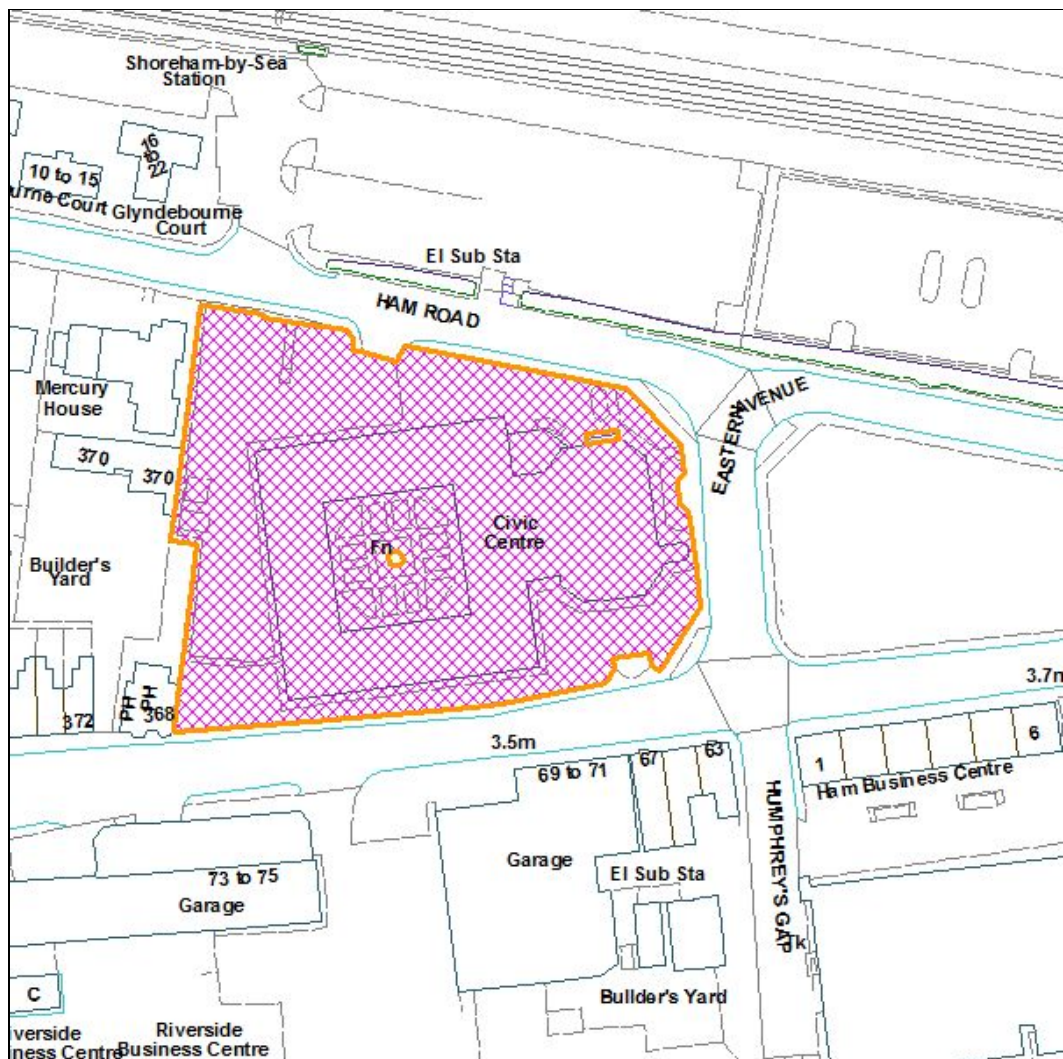 Shoreham-by-Sea
Station
16
to
22
10 to 15
urne Court
Glyndebourne
Court
El Sub Sta
HAM ROAD
EASTERN AVENUE
Mercury
House
370
370
Civic
Centre
Fn
Builder's
Yard
PH
PH
372
368
3.7m
3.5m
69 to 71
67
63
1
6
Ham Business Centre
Garage
El Sub Sta
HUMPHREY'S GAP
73 to 75
Garage
Tk
C
Builder's Yard
iverside
ness Centre
Riverside
Business Centre